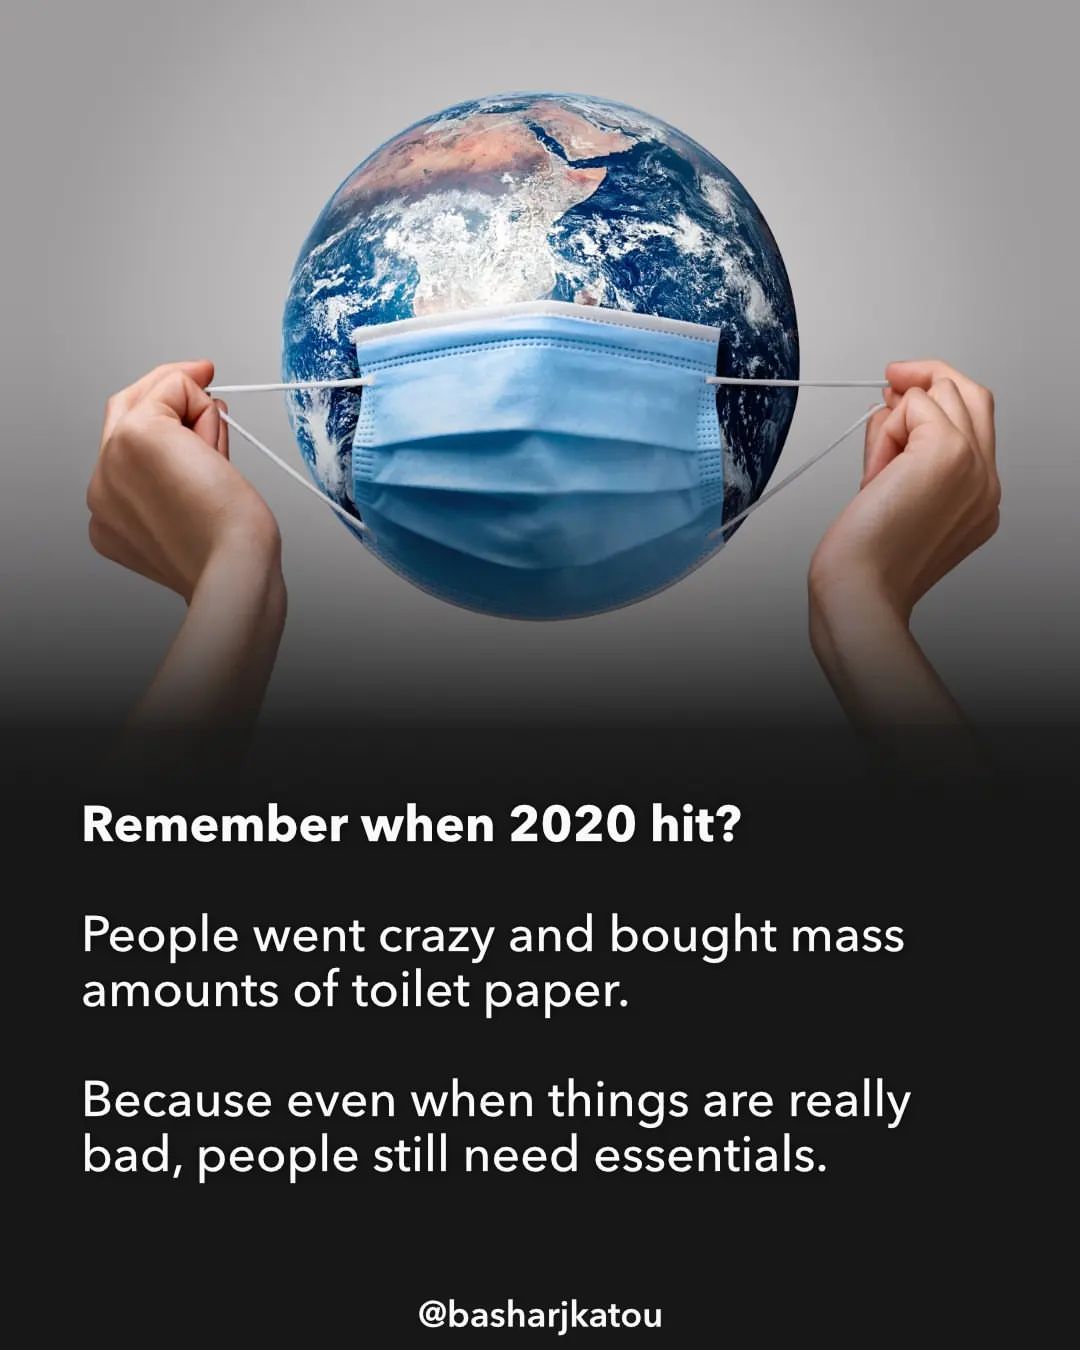 Remember when 2020 hit?
People went crazy and bought mass
amounts of toilet paper.
Because even when things are really
bad, people still need essentials.
@basharjkatou